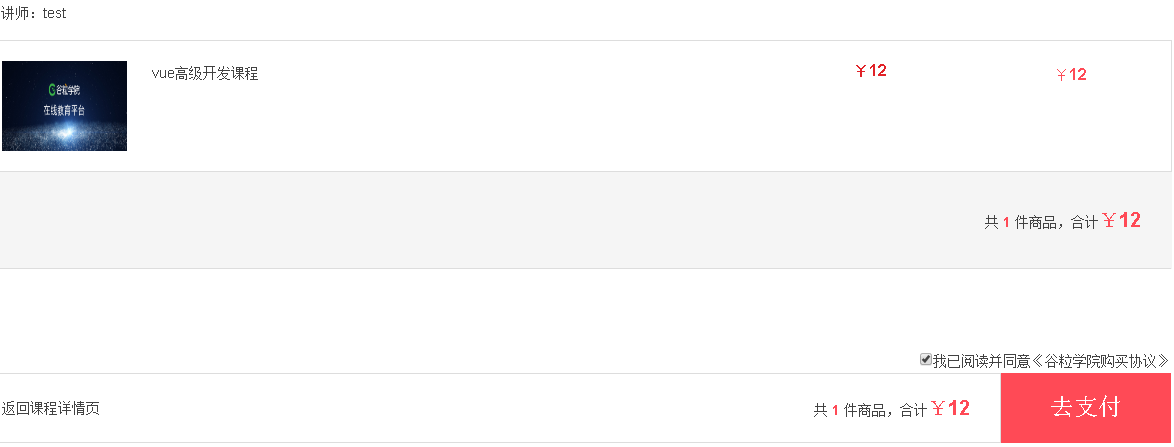 讲师：test
vue高级开发课程 ￥12 ￥12
谷粒学院
在线教育平台
共 1 件商品，合计￥12
我已阅读并同意《谷粒学院购买协议》
返回课程详情页 共 1 件商品，合计￥12 去支付